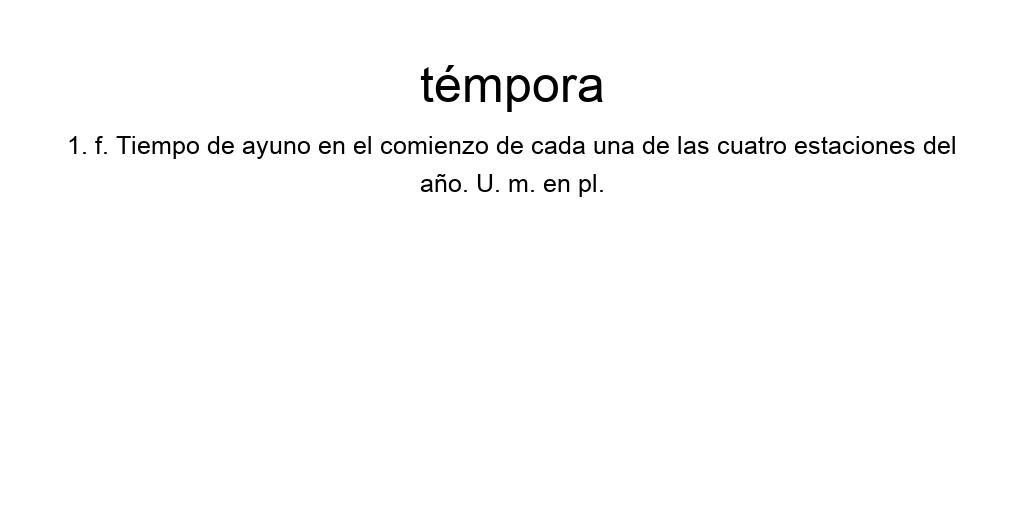 témpora
1. f. Tiempo de ayuno en el comienzo de cada una de las cuatro estaciones del
año. U. m. en pl.